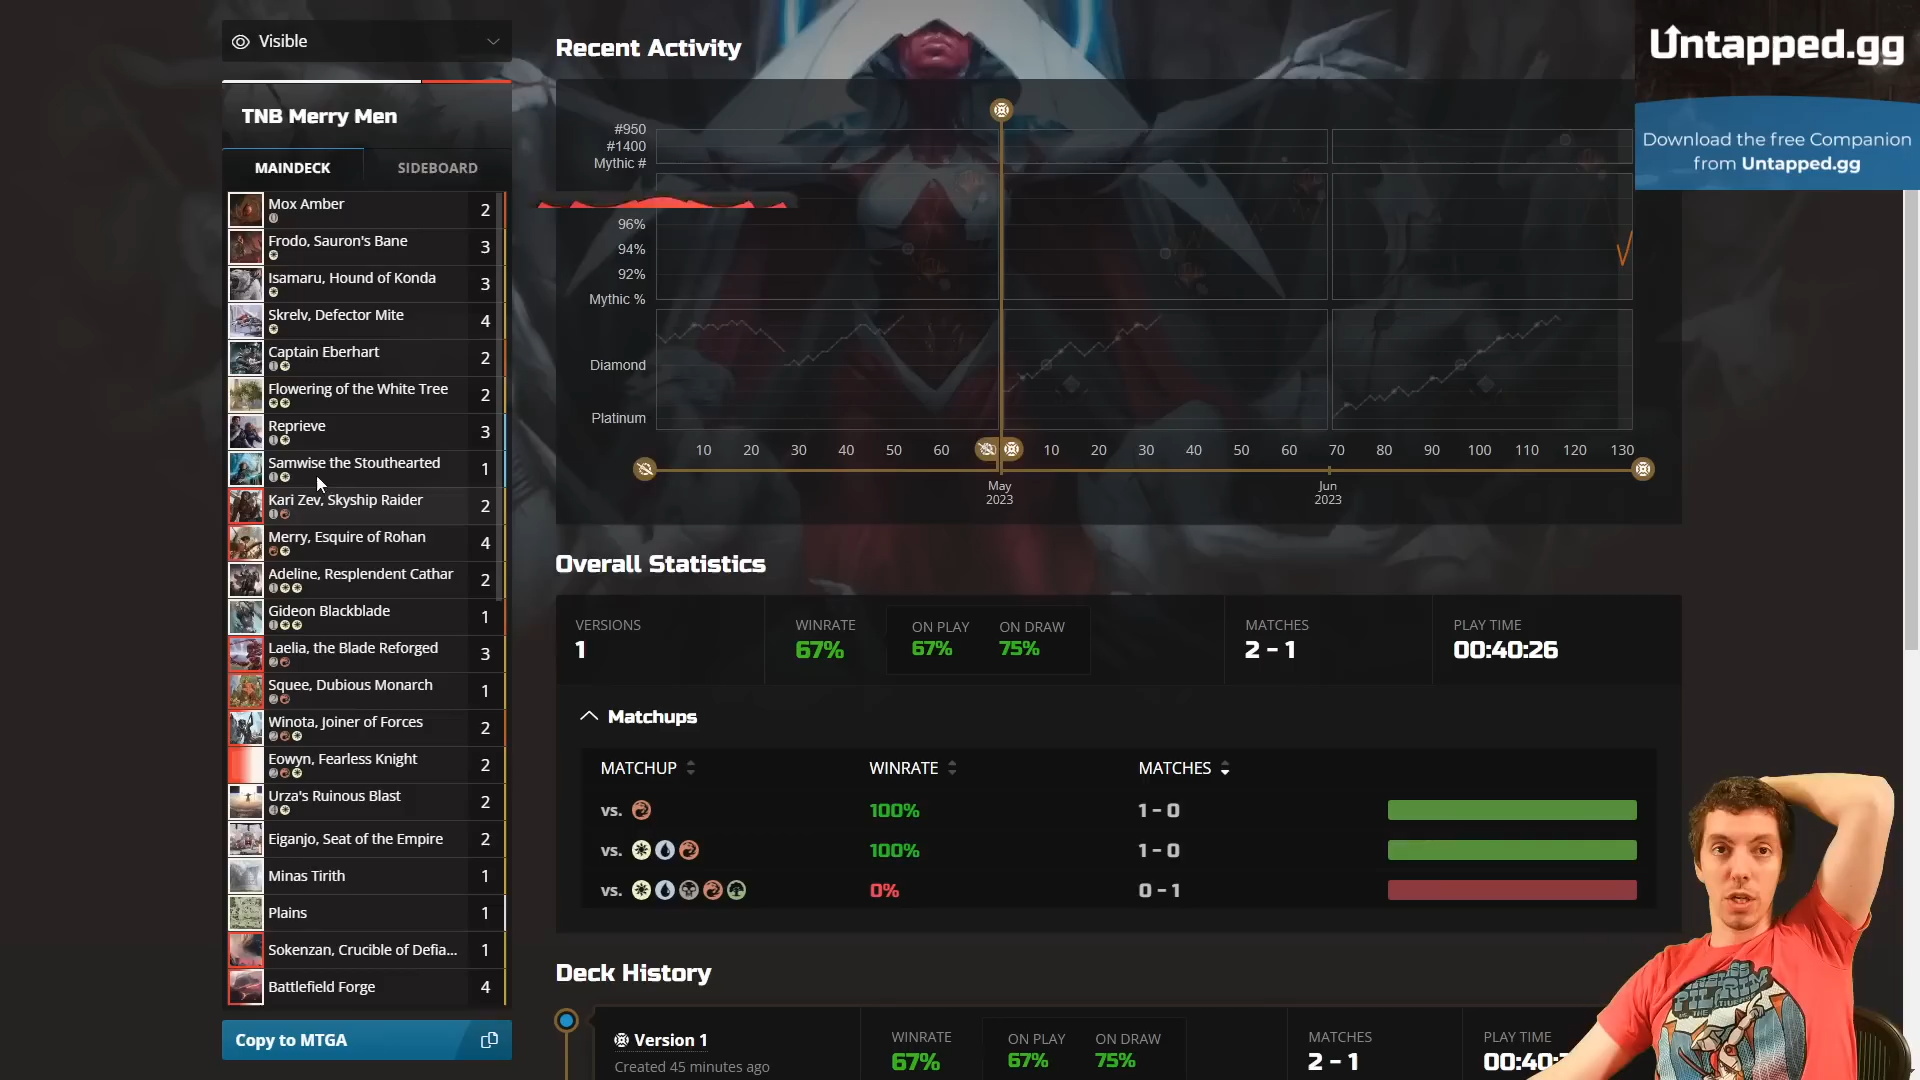 Visible
TNB Merry Men
MAINDECK
SIDEBOARD
Mox Amber 2
Frodo, Sauron's Bane 3
Isamaru, Hound of Konda 3
Skrelv, Defector Mite 4
Captain Eberhart 2
Flowering of the White Tree 2
Reprieve 3
Samwise the Stouthearted 1
Kari Zev, Skyship Raider 2
Merry, Esquire of Rohan 4
Adeline, Resplendent Cathar 2
Gideon Blackblade 1
Laelia, the Blade Reforged 3
Squee, Dubious Monarch 1
Winota, Joiner of Forces 2
Eowyn, Fearless Knight 2
Urza's Ruinous Blast 2
Eiganjo, Seat of the Empire 2
Minas Tirith 1
Plains 1
Sokenzan, Crucible of Defia... 1
Battlefield Forge 4
Copy to MTGA
Recent Activity
#950
#1400
Mythic #
96%
94%
92%
Mythic %
Diamond
Platinum
10 20 30 40 50 60 10 20 30 40 50 60 70 80 90 100 110 120 130
May
2023
Jun
2023
Overall Statistics
VERSIONS
1
WINRATE
67%
ON PLAY
67%
ON DRAW
75%
MATCHES
2 - 1
PLAY TIME
00:40:26
Matchups
MATCHUP WINRATE MATCHES
vs. 100% 1 - 0
vs. 100% 1 - 0
vs. 0% 0 - 1
Deck History
Version 1
Created 45 minutes ago
WINRATE
67%
ON PLAY
67%
ON DRAW
75%
MATCHES
2 - 1
PLAY TIME
00:40:
Untapped.gg
Download the free Companion
from Untapped.gg